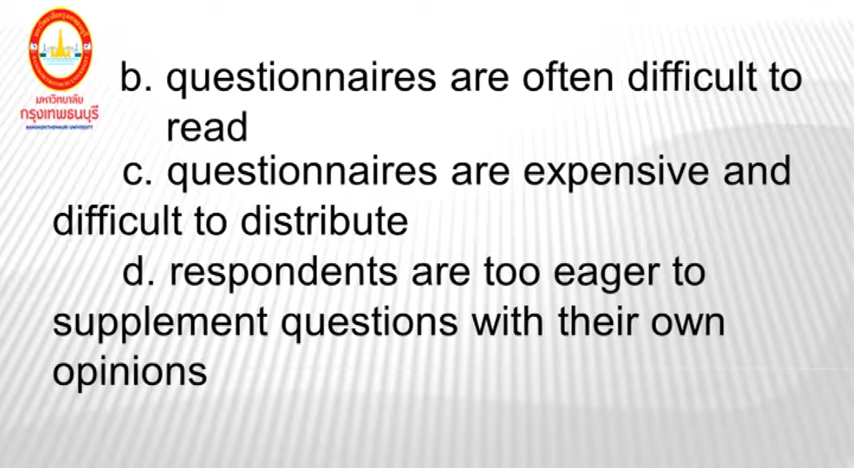 มหาวิทยาลัย
กรุงเทพธนบุรี
BANGKOKTHONBURI UNIVERSITY
b. questionnaires are often difficult to
read
c. questionnaires are expensive and
difficult to distribute
d. respondents are too eager to
supplement questions with their own
opinions